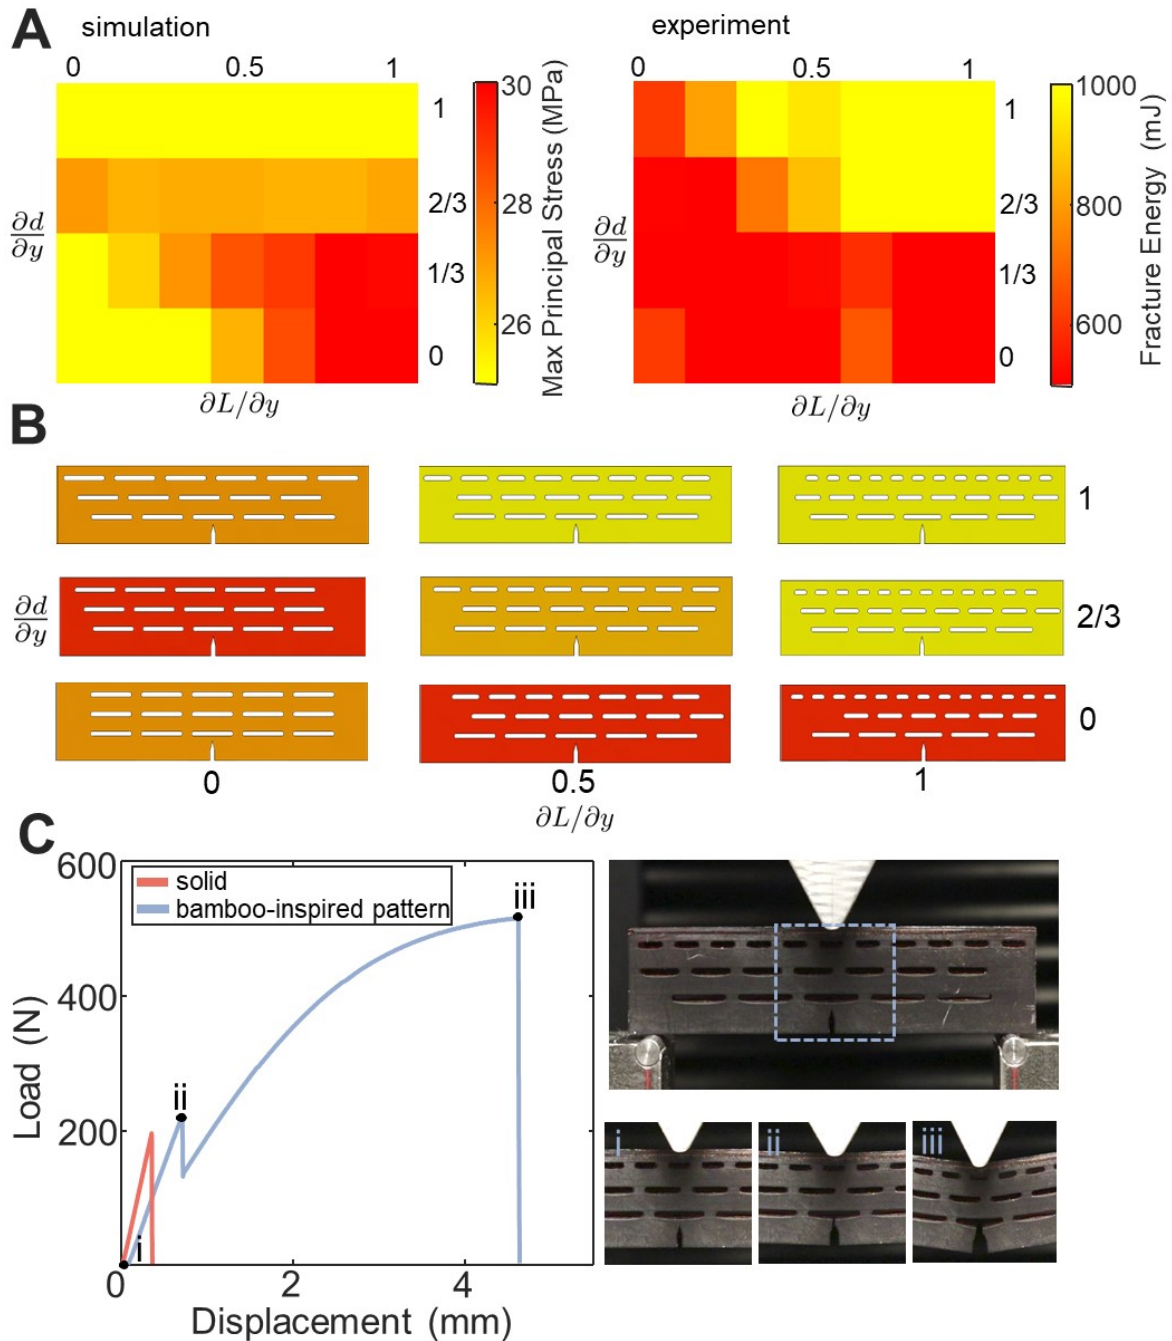 A
simulation
experiment
0 0.5 1
0 0.5 1
1
2/3
1/3
0
∂d/∂y
30
28
26
Max Principal Stress (MPa)
∂L/∂y
1
2/3
1/3
0
∂d/∂y
1000
800
600
Fracture Energy (mJ)
∂L/∂y
B
1
∂d/∂y
2/3
0
0 0.5 1
∂L/∂y
C
600
400
200
0
Load (N)
solid
bamboo-inspired pattern
i
ii
iii
0 2 4
Displacement (mm)
i
ii
iii